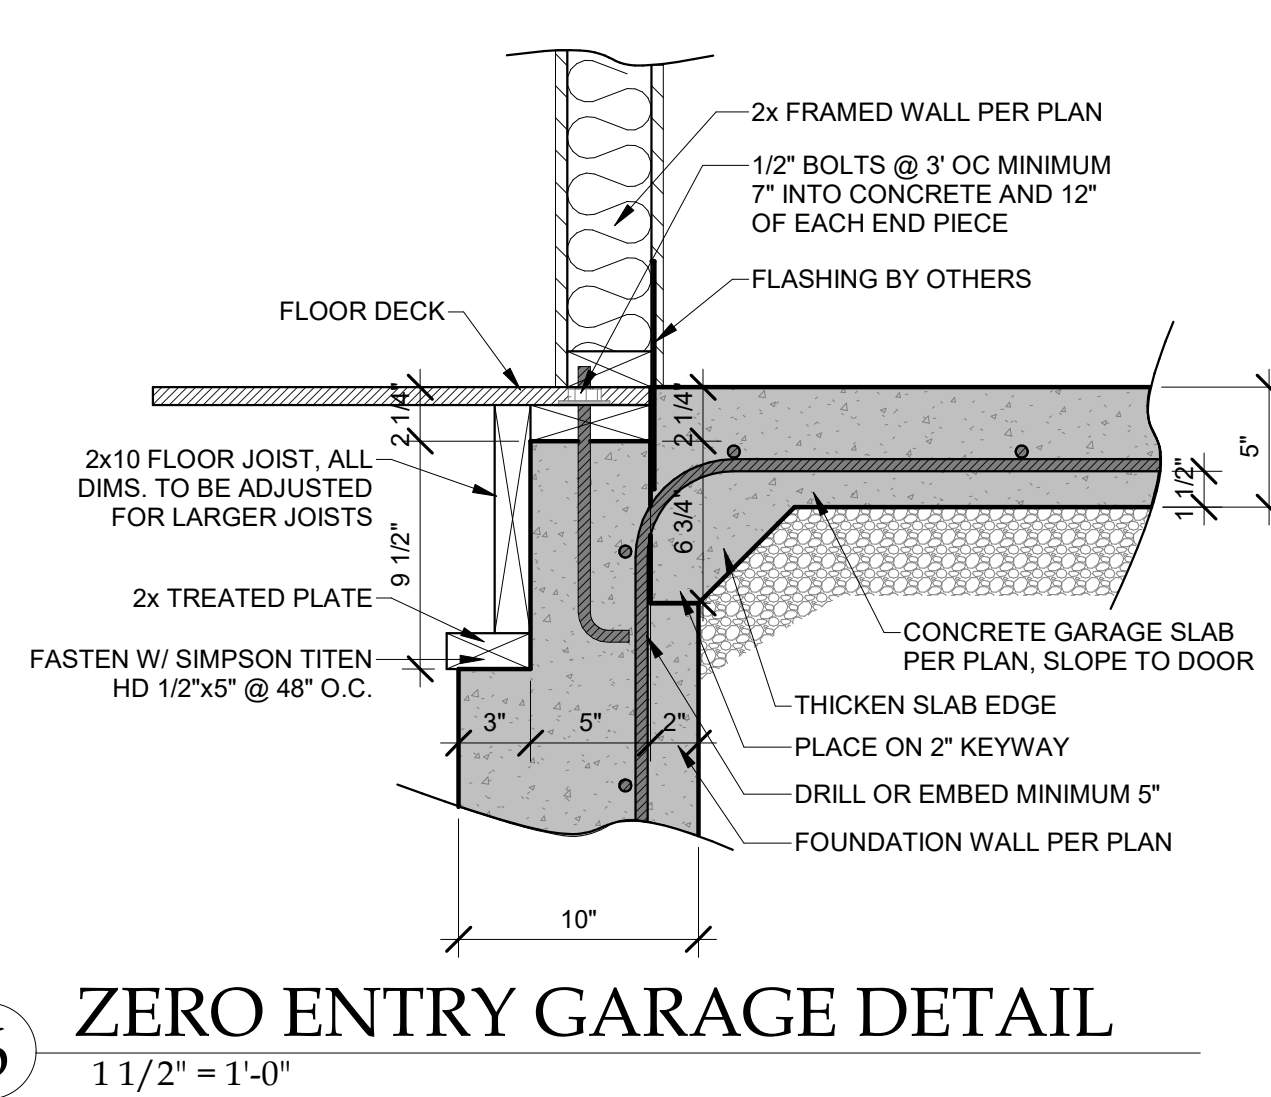 2x FRAMED WALL PER PLAN
1/2" BOLTS @ 3' OC MINIMUM
7" INTO CONCRETE AND 12"
OF EACH END PIECE
FLASHING BY OTHERS
FLOOR DECK
2 1/4"
2 1/4"
5"
1 1/2"
2x10 FLOOR JOIST, ALL
DIMS. TO BE ADJUSTED
FOR LARGER JOISTS
9 1/2"
6 3/4"
2x TREATED PLATE
FASTEN W/ SIMPSON TITEN
HD 1/2"x5" @ 48" O.C.
CONCRETE GARAGE SLAB
PER PLAN, SLOPE TO DOOR
THICKEN SLAB EDGE
PLACE ON 2" KEYWAY
DRILL OR EMBED MINIMUM 5"
FOUNDATION WALL PER PLAN
3" 5" 2"
10"
ZERO ENTRY GARAGE DETAIL
1 1/2" = 1'-0"